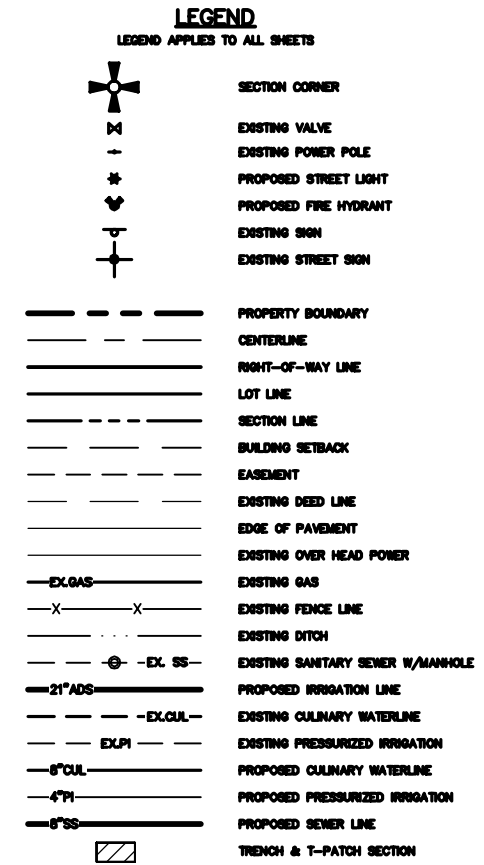 LEGEND
LEGEND APPLIES TO ALL SHEETS
SECTION CORNER
EXISTING VALVE
EXISTING POWER POLE
PROPOSED STREET LIGHT
PROPOSED FIRE HYDRANT
EXISTING SIGN
EXISTING STREET SIGN
PROPERTY BOUNDARY
CENTERLINE
RIGHT-OF-WAY LINE
LOT LINE
SECTION LINE
BUILDING SETBACK
EASEMENT
EXISTING DEED LINE
EDGE OF PAVEMENT
EXISTING OVER HEAD POWER
EX.GAS EXISTING GAS
X X EXISTING FENCE LINE
EXISTING DITCH
EX. SS EXISTING SANITARY SEWER W/MANHOLE
21"ADS PROPOSED IRRIGATION LINE
EX.CUL EXISTING CULINARY WATERLINE
EX.PI EXISTING PRESSURIZED IRRIGATION
8"CUL PROPOSED CULINARY WATERLINE
4"PI PROPOSED PRESSURIZED IRRIGATION
8"SS PROPOSED SEWER LINE
TRENCH & T-PATCH SECTION